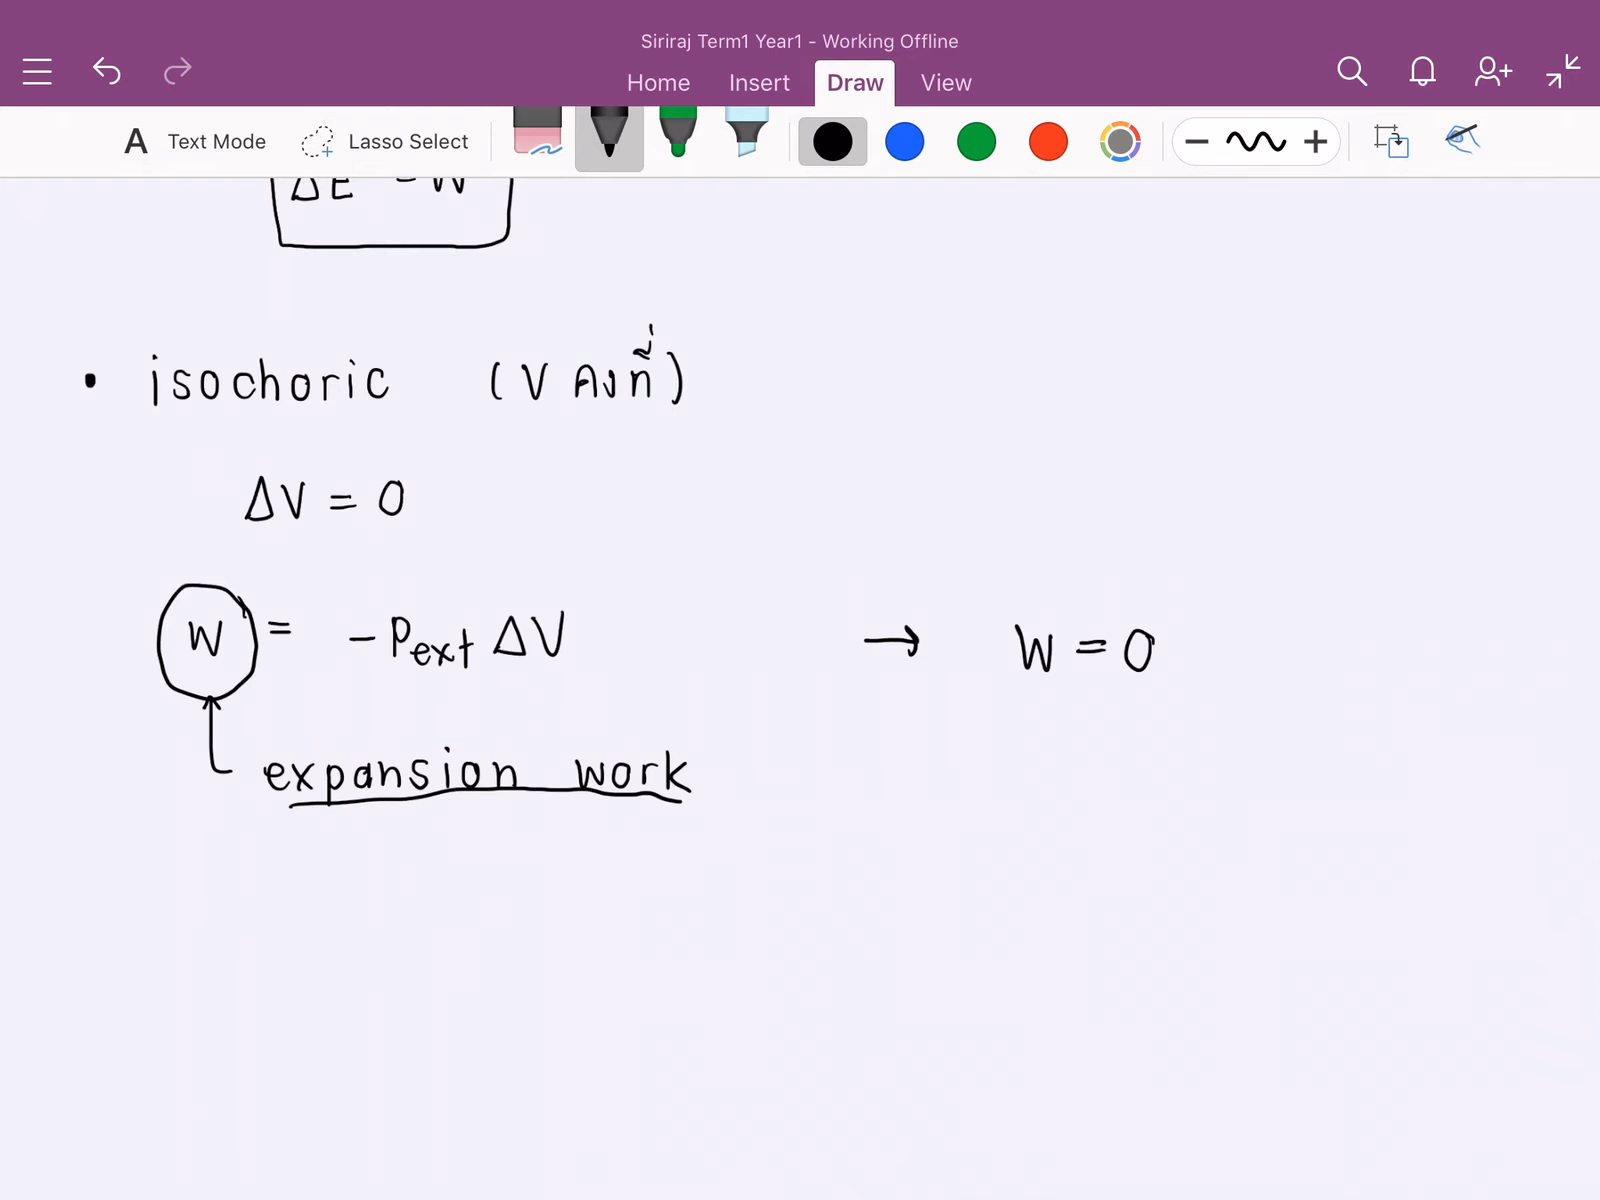 Siriraj Term1 Year1 - Working Offline
Home Insert Draw View
A Text Mode Lasso Select
ΔE = W
• isochoric (V คงที่)
ΔV = 0
W = -Pext ΔV → W = 0
expansion work